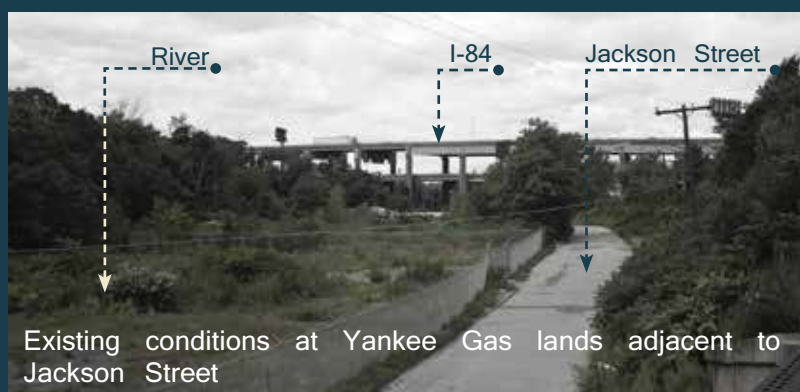 River
I-84
Jackson Street
Existing conditions at Yankee Gas lands adjacent to
Jackson Street